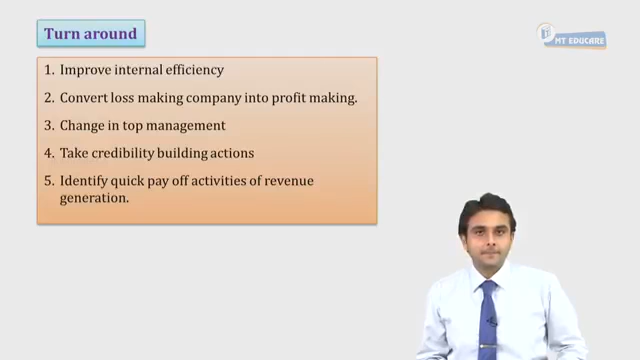 Turn around
MT EDUCARE
1. Improve internal efficiency
2. Convert loss making company into profit making.
3. Change in top management
4. Take credibility building actions
5. Identify quick pay off activities of revenue
generation.